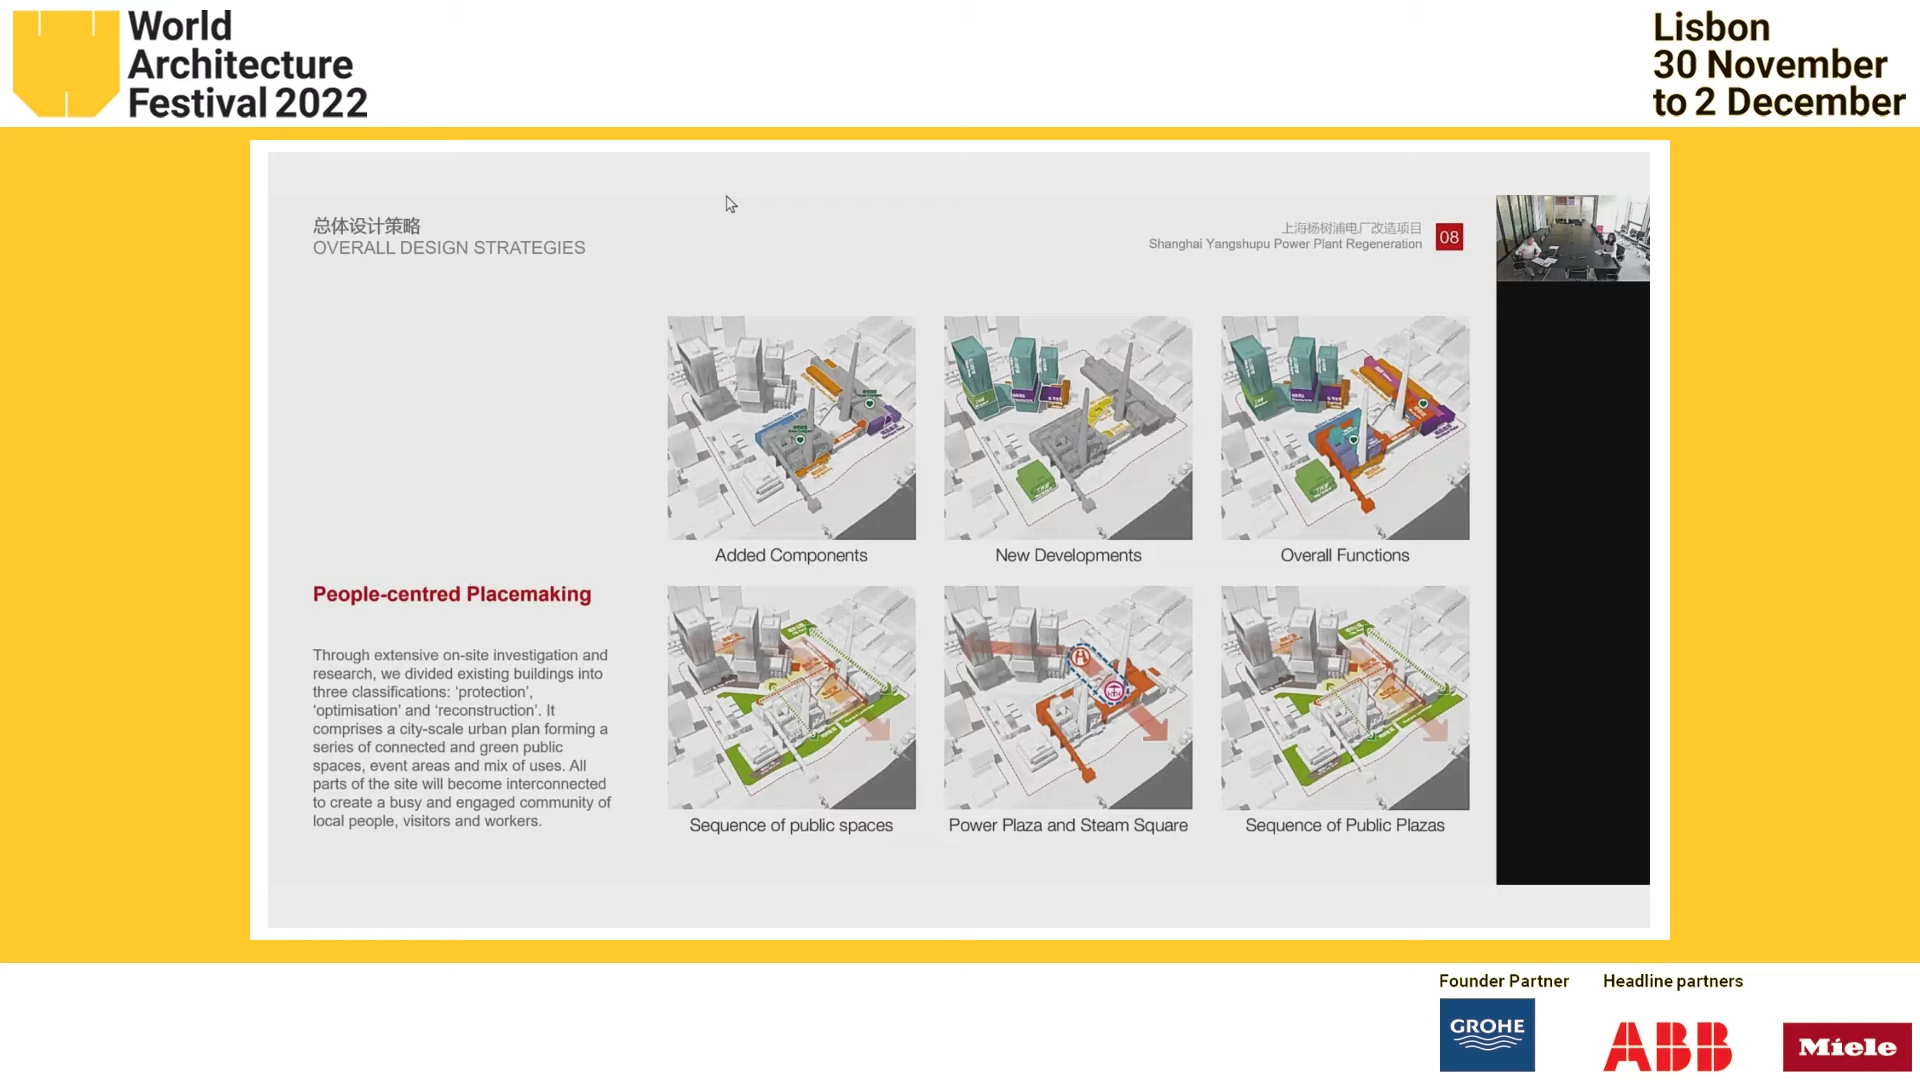 World
Architecture
Festival 2022
Lisbon
30 November
to 2 December
总体设计策略
OVERALL DESIGN STRATEGIES
上海杨树浦电厂改造项目
Shanghai Yangshupu Power Plant Regeneration
08
Added Components
New Developments
Overall Functions
People-centred Placemaking
Through extensive on-site investigation and
research, we divided existing buildings into
three classifications: ‘protection’,
‘optimisation’ and ‘reconstruction’. It
comprises a city-scale urban plan forming a
series of connected and green public
spaces, event areas and mix of uses. All
parts of the site will become interconnected
to create a busy and engaged community of
local people, visitors and workers.
Sequence of public spaces
Power Plaza and Steam Square
Sequence of Public Plazas
Founder Partner
Headline partners
GROHE
ABB
Miele